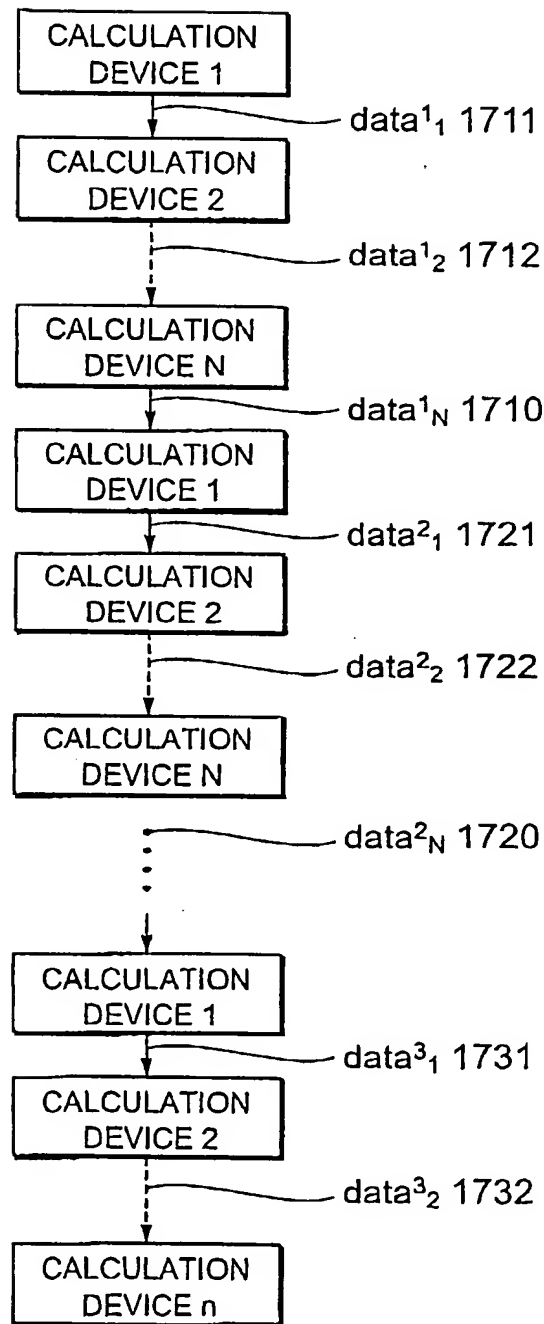 CALCULATION
DEVICE 1
data¹₁ 1711
CALCULATION
DEVICE 2
data¹₂ 1712
CALCULATION
DEVICE N
data¹N 1710
CALCULATION
DEVICE 1
data²₁ 1721
CALCULATION
DEVICE 2
data²₂ 1722
CALCULATION
DEVICE N
data²N 1720
CALCULATION
DEVICE 1
data³₁ 1731
CALCULATION
DEVICE 2
data³₂ 1732
CALCULATION
DEVICE n